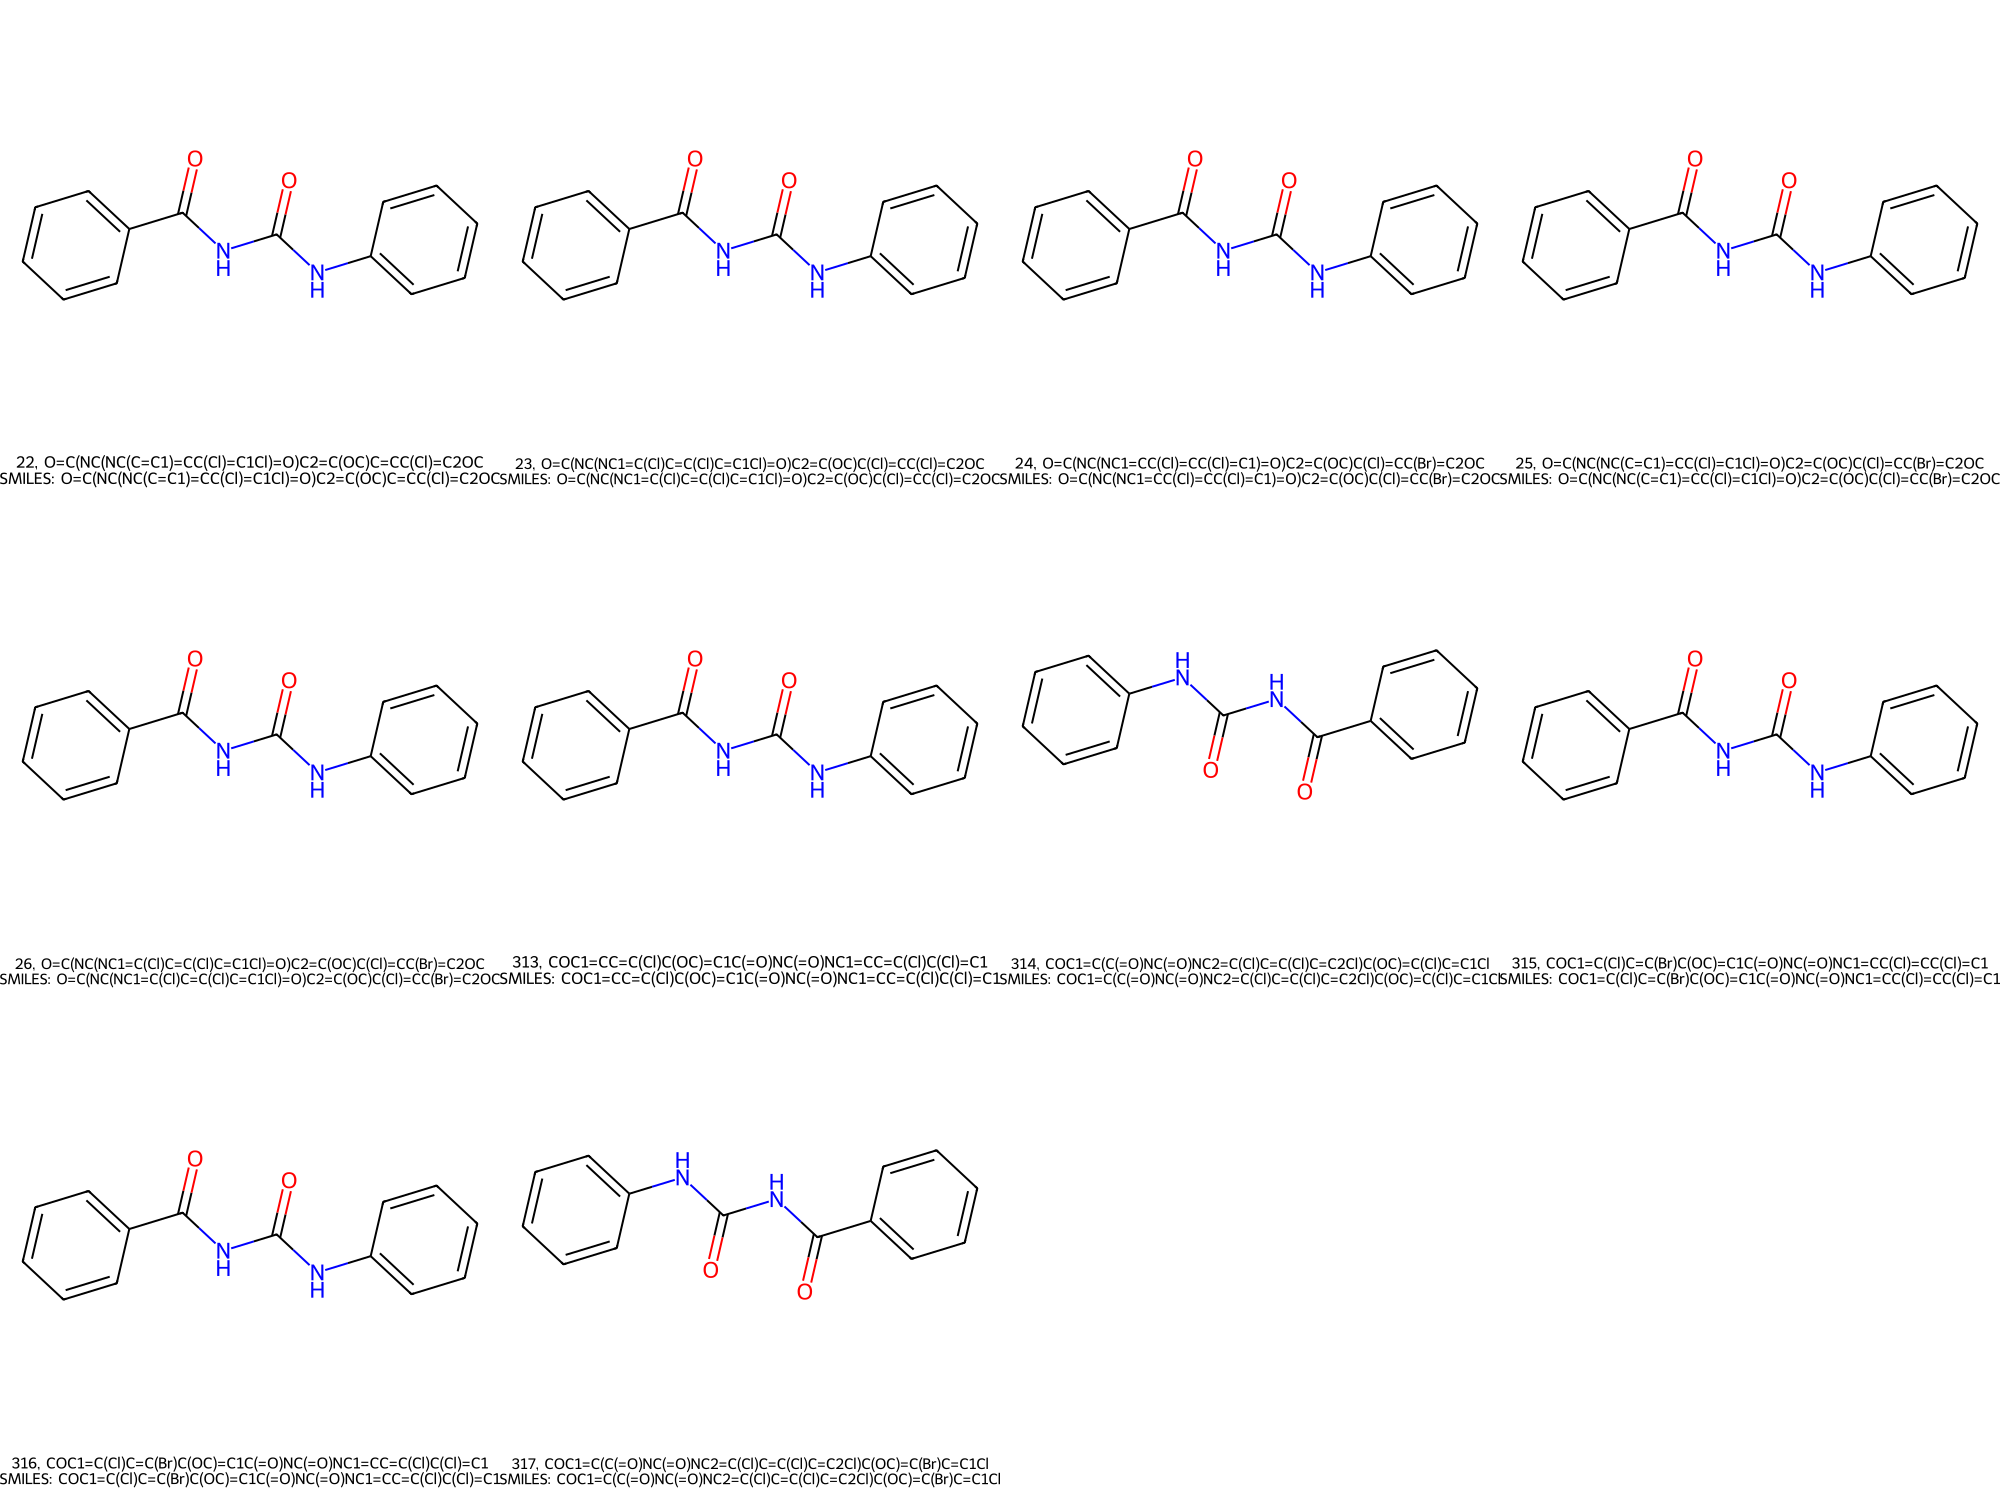 22, O=C(NC(NC(C=C1)=CC(Cl)=C1Cl)=O)C2=C(OC)C=CC(Cl)=C2OC
SMILES: O=C(NC(NC(C=C1)=CC(Cl)=C1Cl)=O)C2=C(OC)C=CC(Cl)=C2OC
23, O=C(NC(NC1=C(Cl)C=C(Cl)C=C1Cl)=O)C2=C(OC)C(Cl)=CC(Cl)=C2OC
SMILES: O=C(NC(NC1=C(Cl)C=C(Cl)C=C1Cl)=O)C2=C(OC)C(Cl)=CC(Cl)=C2OC
24, O=C(NC(NC1=CC(Cl)=CC(Cl)=C1)=O)C2=C(OC)C(Cl)=CC(Br)=C2OC
SMILES: O=C(NC(NC1=CC(Cl)=CC(Cl)=C1)=O)C2=C(OC)C(Cl)=CC(Br)=C2OC
25, O=C(NC(NC(C=C1)=CC(Cl)=C1Cl)=O)C2=C(OC)C(Cl)=CC(Br)=C2OC
SMILES: O=C(NC(NC(C=C1)=CC(Cl)=C1Cl)=O)C2=C(OC)C(Cl)=CC(Br)=C2OC
26, O=C(NC(NC1=C(Cl)C=C(Cl)C=C1Cl)=O)C2=C(OC)C(Cl)=CC(Br)=C2OC
SMILES: O=C(NC(NC1=C(Cl)C=C(Cl)C=C1Cl)=O)C2=C(OC)C(Cl)=CC(Br)=C2OC
313, COC1=CC=C(Cl)C(OC)=C1C(=O)NC(=O)NC1=CC=C(Cl)C(Cl)=C1
SMILES: COC1=CC=C(Cl)C(OC)=C1C(=O)NC(=O)NC1=CC=C(Cl)C(Cl)=C1
314, COC1=C(C(=O)NC(=O)NC2=C(Cl)C=C(Cl)C=C2Cl)C(OC)=C(Cl)C=C1Cl
SMILES: COC1=C(C(=O)NC(=O)NC2=C(Cl)C=C(Cl)C=C2Cl)C(OC)=C(Cl)C=C1Cl
315, COC1=C(Cl)C=C(Br)C(OC)=C1C(=O)NC(=O)NC1=CC(Cl)=CC(Cl)=C1
SMILES: COC1=C(Cl)C=C(Br)C(OC)=C1C(=O)NC(=O)NC1=CC(Cl)=CC(Cl)=C1
316, COC1=C(Cl)C=C(Br)C(OC)=C1C(=O)NC(=O)NC1=CC=C(Cl)C(Cl)=C1
SMILES: COC1=C(Cl)C=C(Br)C(OC)=C1C(=O)NC(=O)NC1=CC=C(Cl)C(Cl)=C1
317, COC1=C(C(=O)NC(=O)NC2=C(Cl)C=C(Cl)C=C2Cl)C(OC)=C(Br)C=C1Cl
SMILES: COC1=C(C(=O)NC(=O)NC2=C(Cl)C=C(Cl)C=C2Cl)C(OC)=C(Br)C=C1Cl